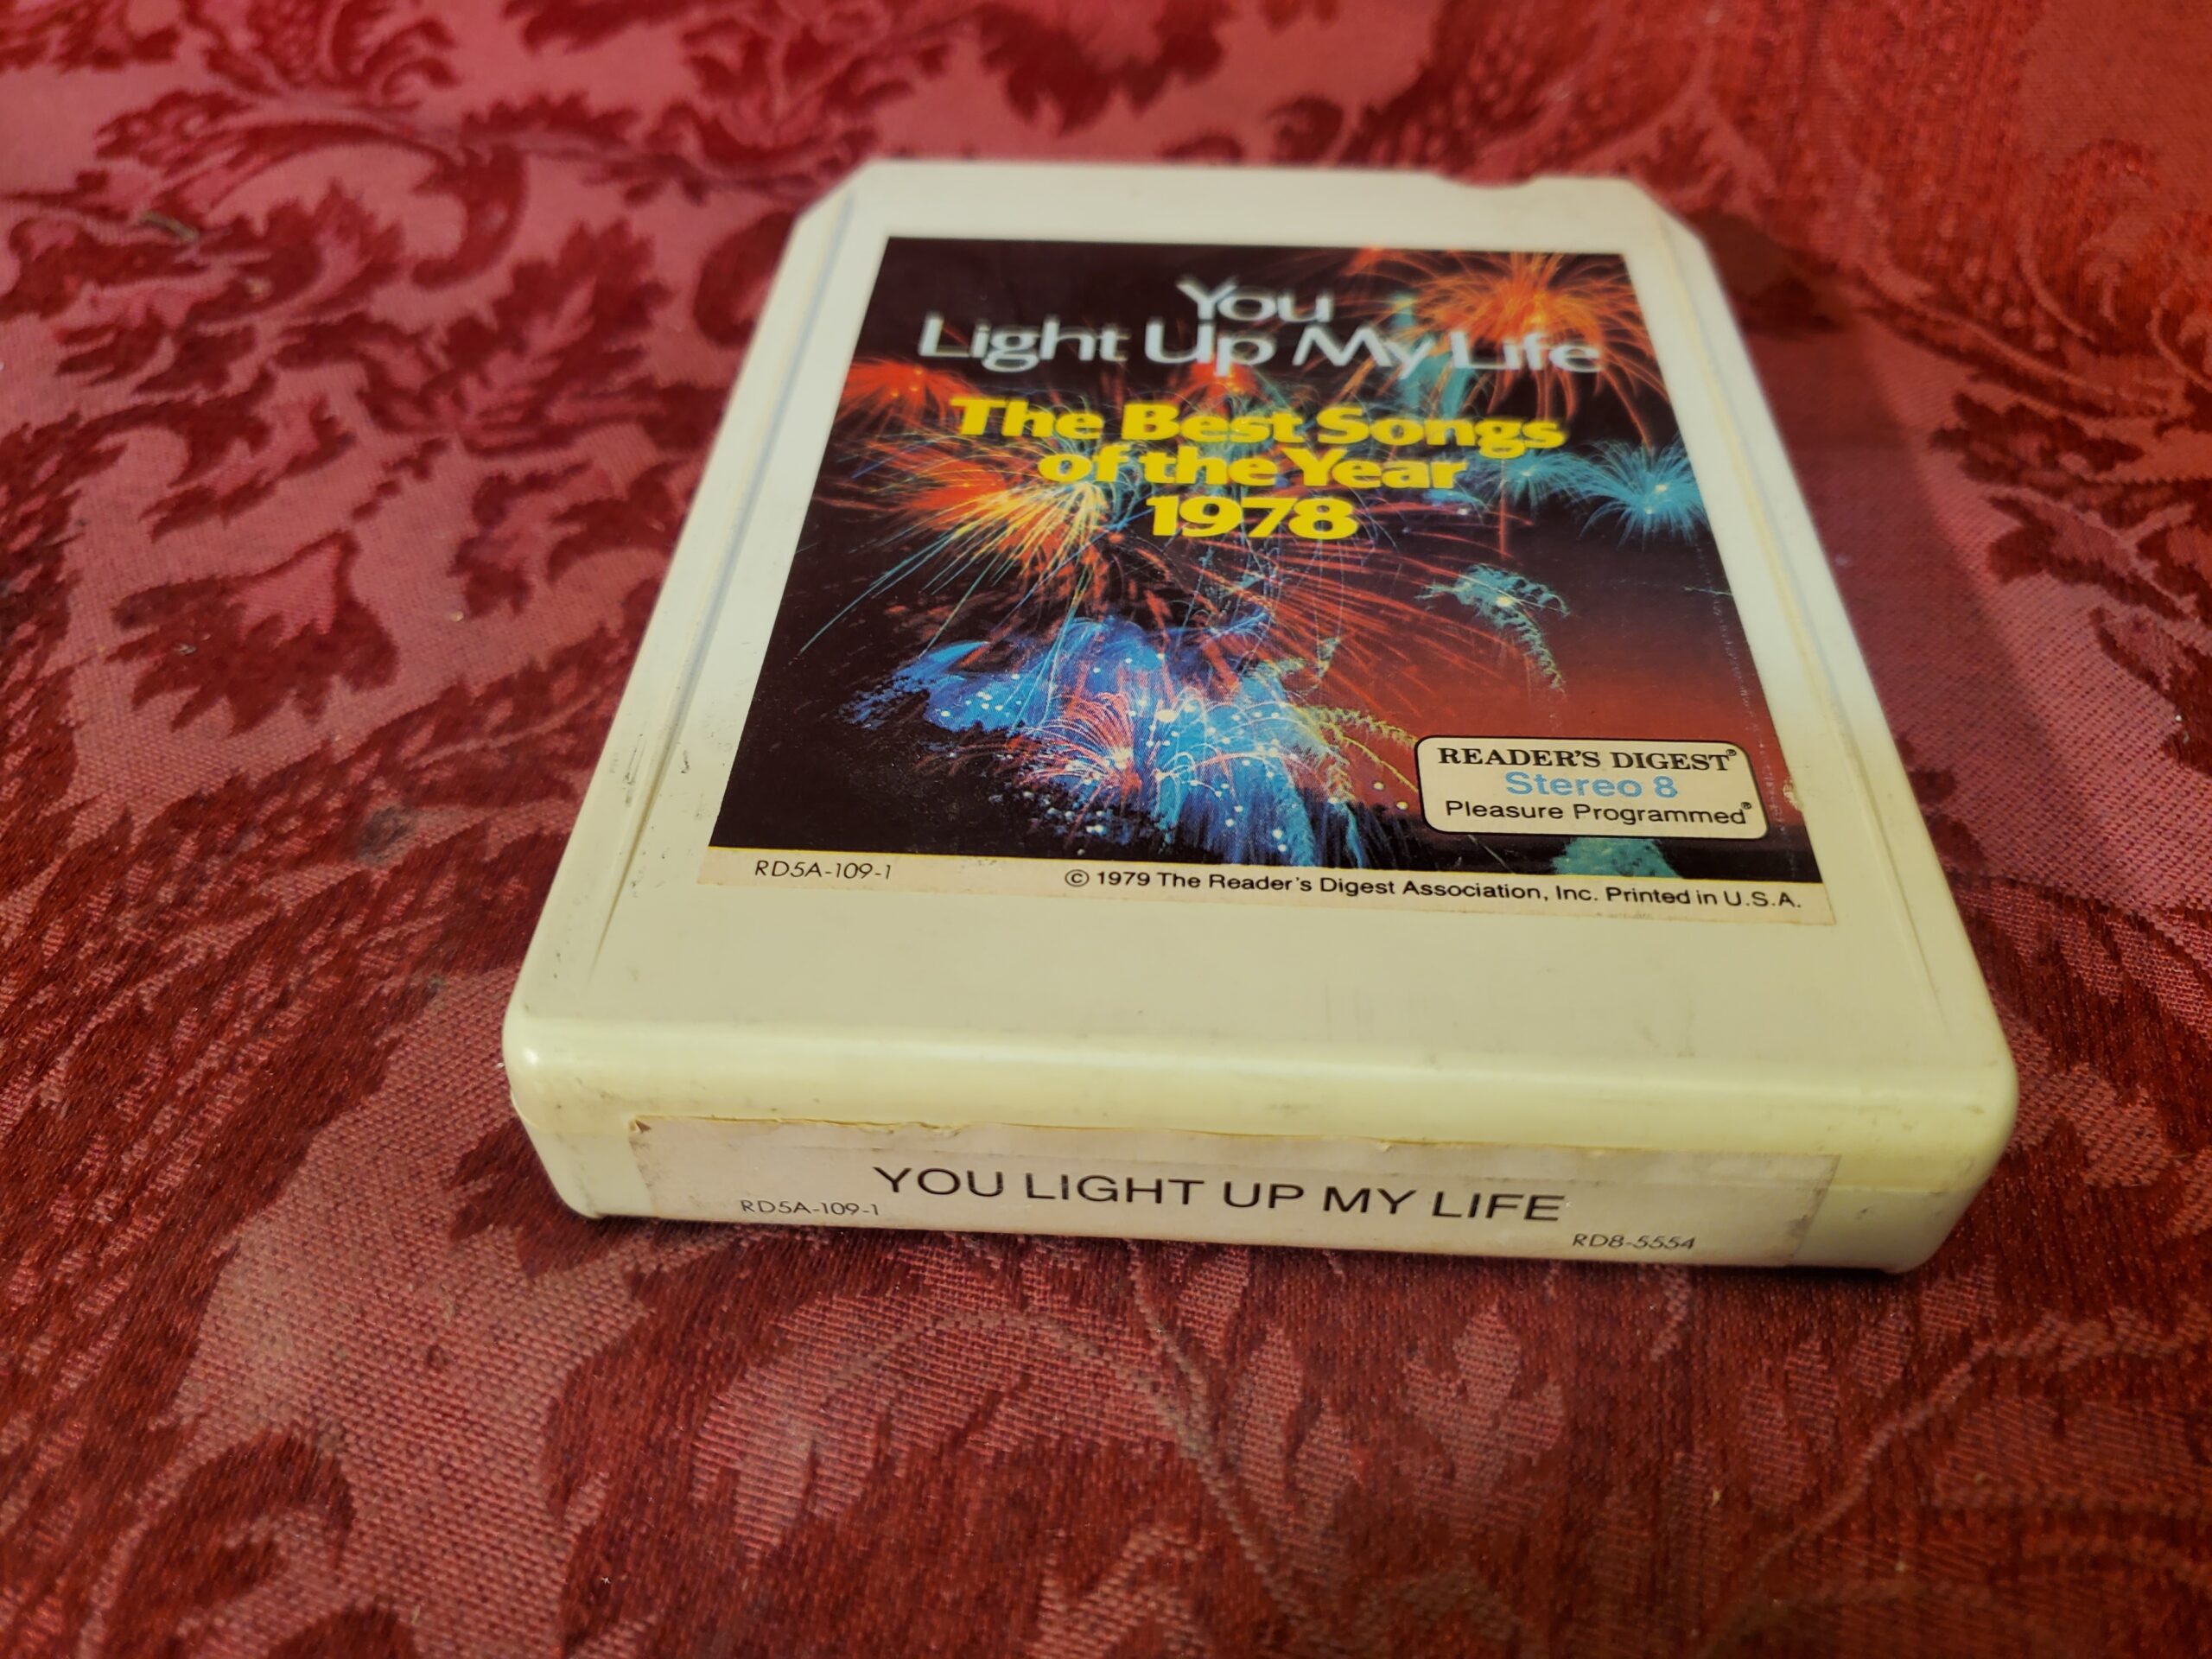 You
Light Up My Life
The Best Songs
of the Year
1978
READER'S DIGEST®
Stereo 8
Pleasure Programmed®
RD5A-109-1
© 1979 The Reader's Digest Association, Inc. Printed in U.S.A.
YOU LIGHT UP MY LIFE
RD5A-109-1
RD8-5554